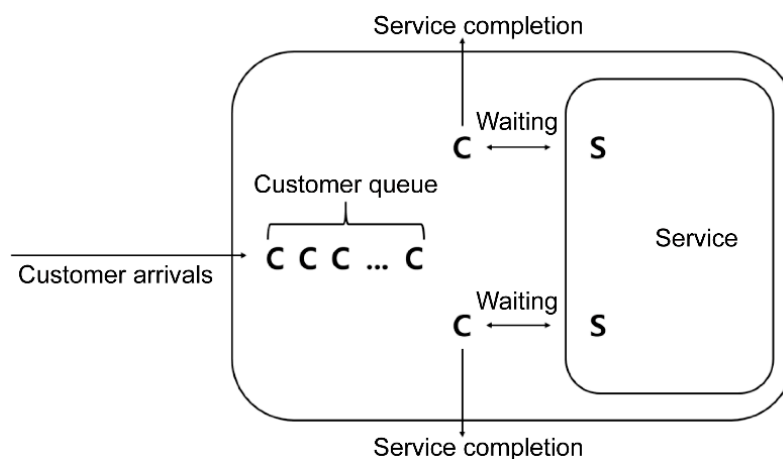 Service completion
Waiting
C S
Customer queue
C C C ... C
Service
Customer arrivals
Waiting
C S
Service completion